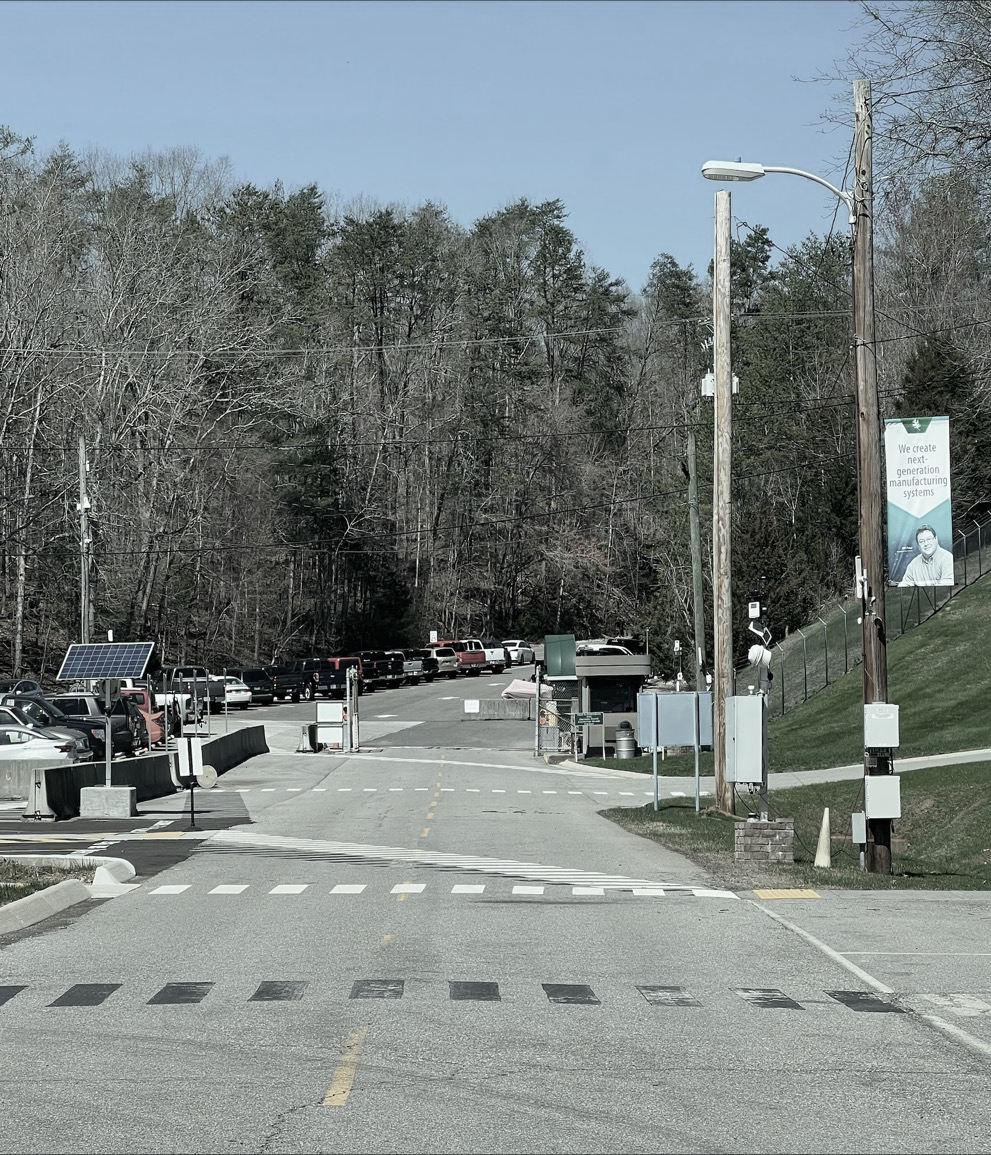 We create
next-
generation
manufacturing
systems